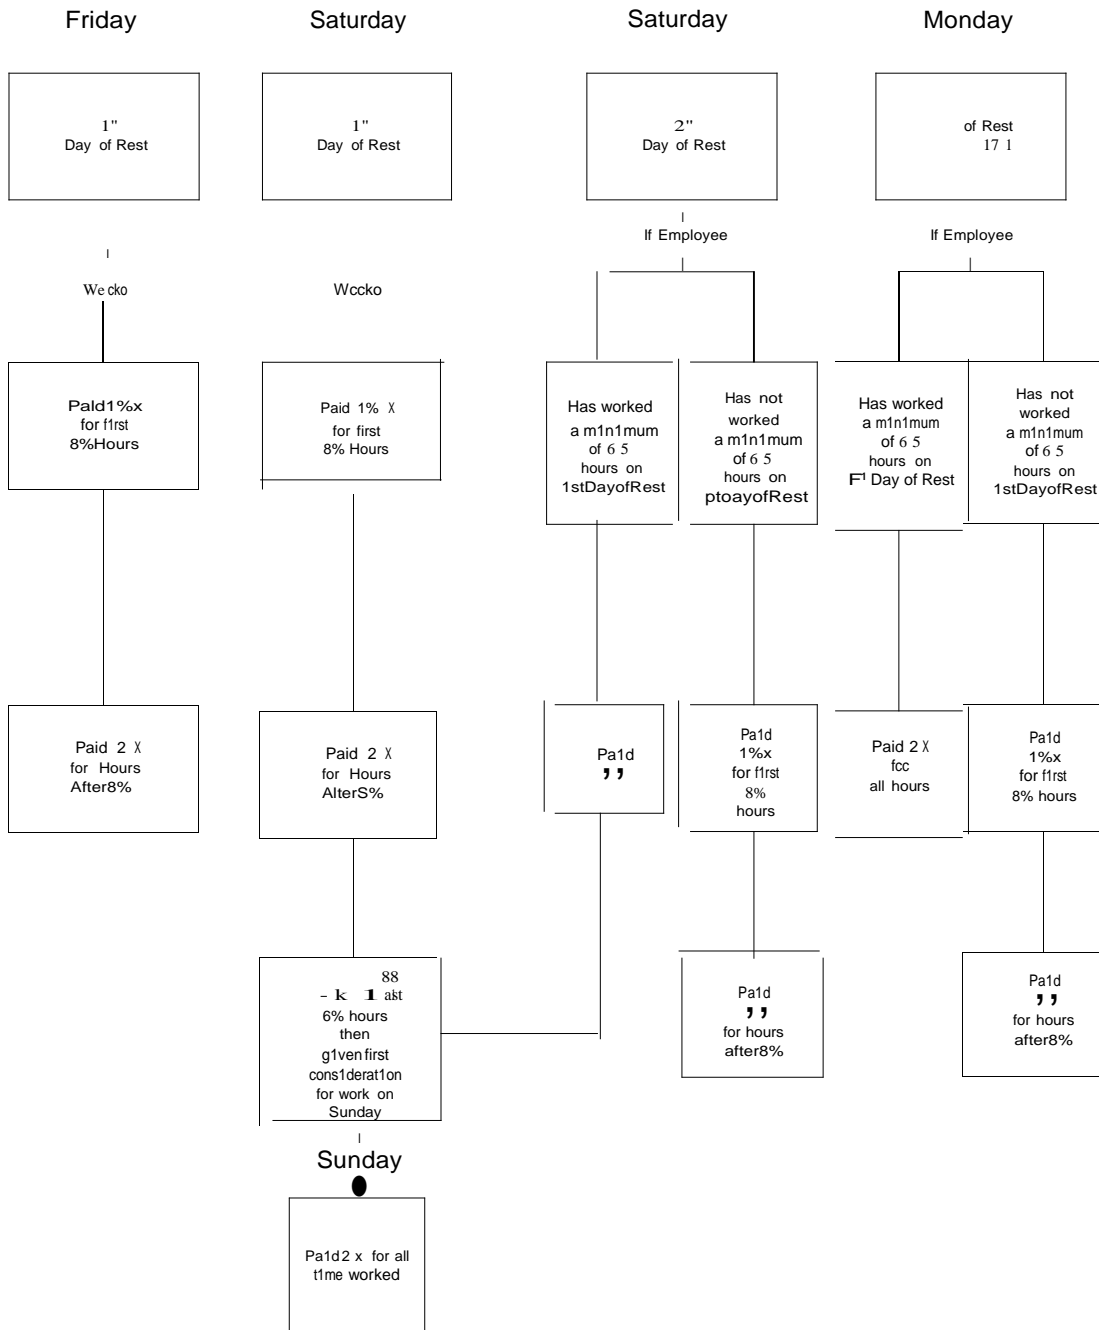 Friday
Saturday
Saturday
Monday
1"
Day of Rest
1"
Day of Rest
2"
Day of Rest
of Rest
17 1
If Employee
If Employee
We cko
Wccko
Pald1%x
for f1rst
8%Hours
Paid 1% X
for first
8% Hours
Has worked
a m1n1mum
of 6 5
hours on
1stDayofRest
Has not
worked
a m1n1mum
of 6 5
hours on
ptoayofRest
Has worked
a m1n1mum
of 6 5
hours on
F1 Day of Rest
Has not
worked
a m1n1mum
of 6 5
hours on
1stDayofRest
Paid 2 X
for Hours
After8%
Paid 2 X
for Hours
AlterS%
Pa1d
,,
Pa1d
1%x
for f1rst
8%
hours
Paid 2 X
fcc
all hours
Pa1d
1%x
for f1rst
8% hours
88
- k 1 aist
6% hours
then
g1ven first
cons1derat1on
for work on
Sunday
Pa1d
,,
for hours
after8%
Pa1d
,,
for hours
after8%
Sunday
Pa1d2 x for all
t1me worked